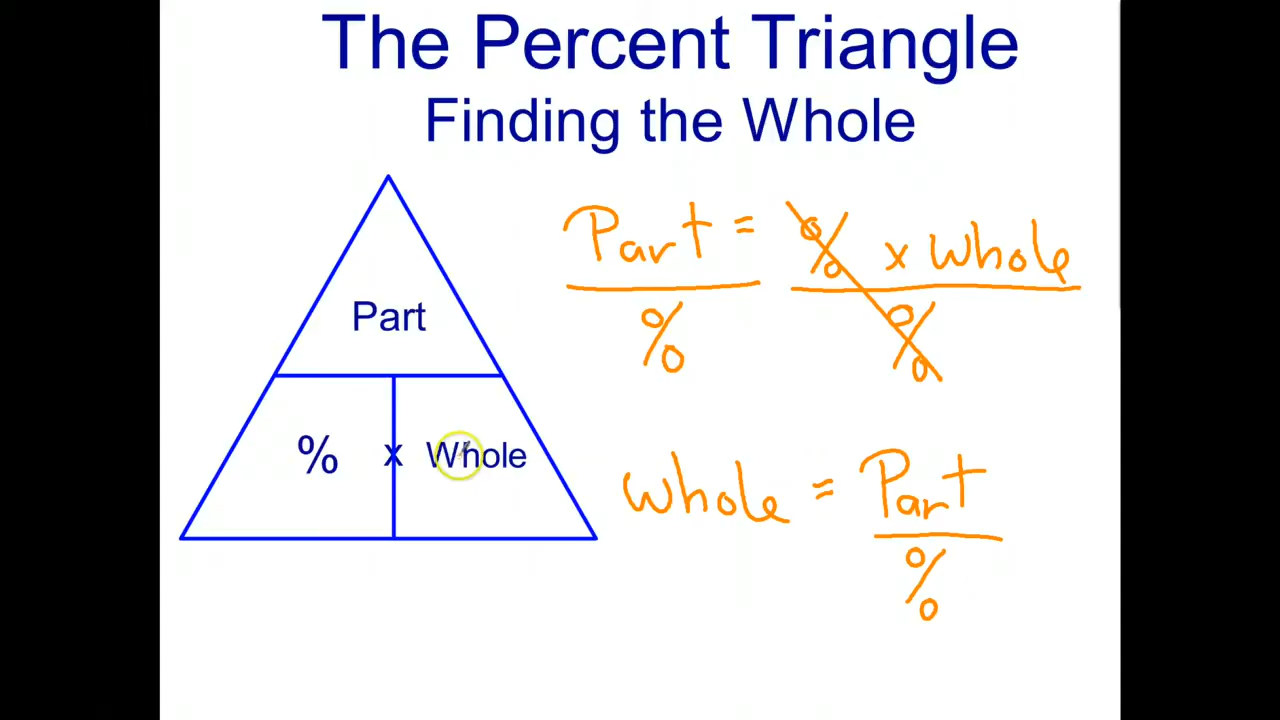 The Percent Triangle
Finding the Whole
Part
% x Whole
Part = % x Whole
% %
Whole = Part
%